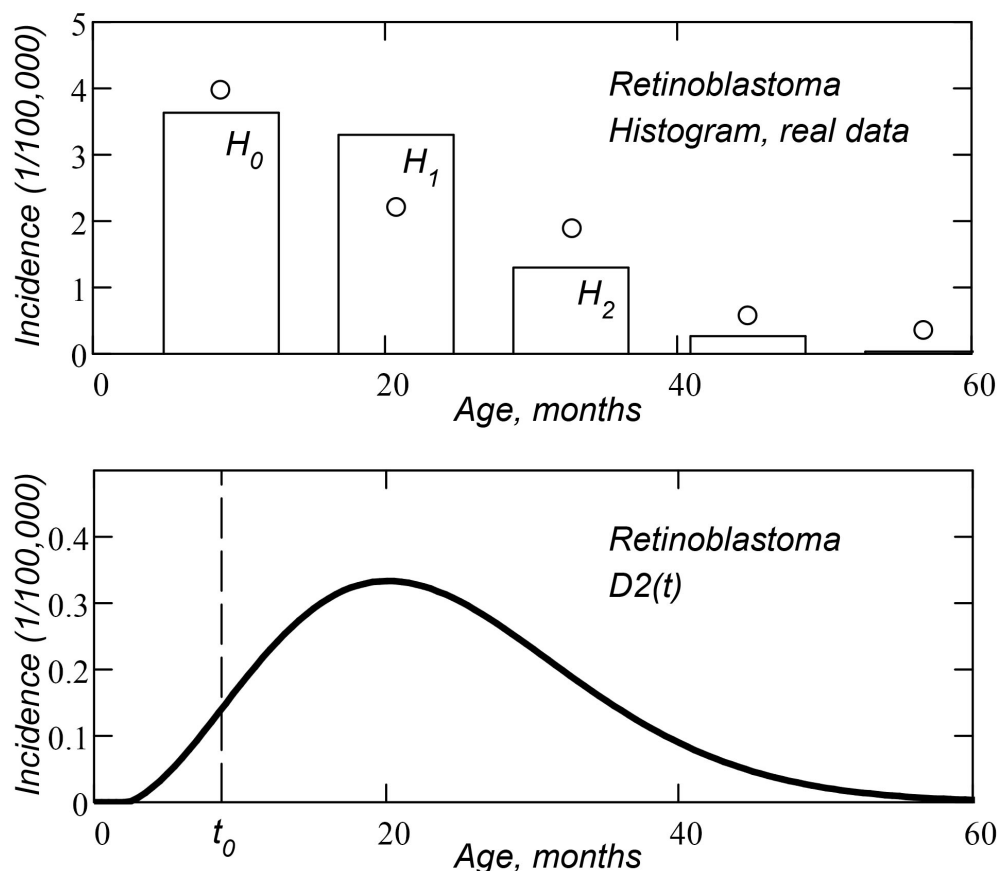 Incidence (1/100,000)
5
4
3
2
1
0
Retinoblastoma
Histogram, real data
H0
H1
H2
0
20
40
60
Age, months
Incidence (1/100,000)
0.4
0.3
0.2
0.1
0
Retinoblastoma
D2(t)
0
t0
20
40
60
Age, months